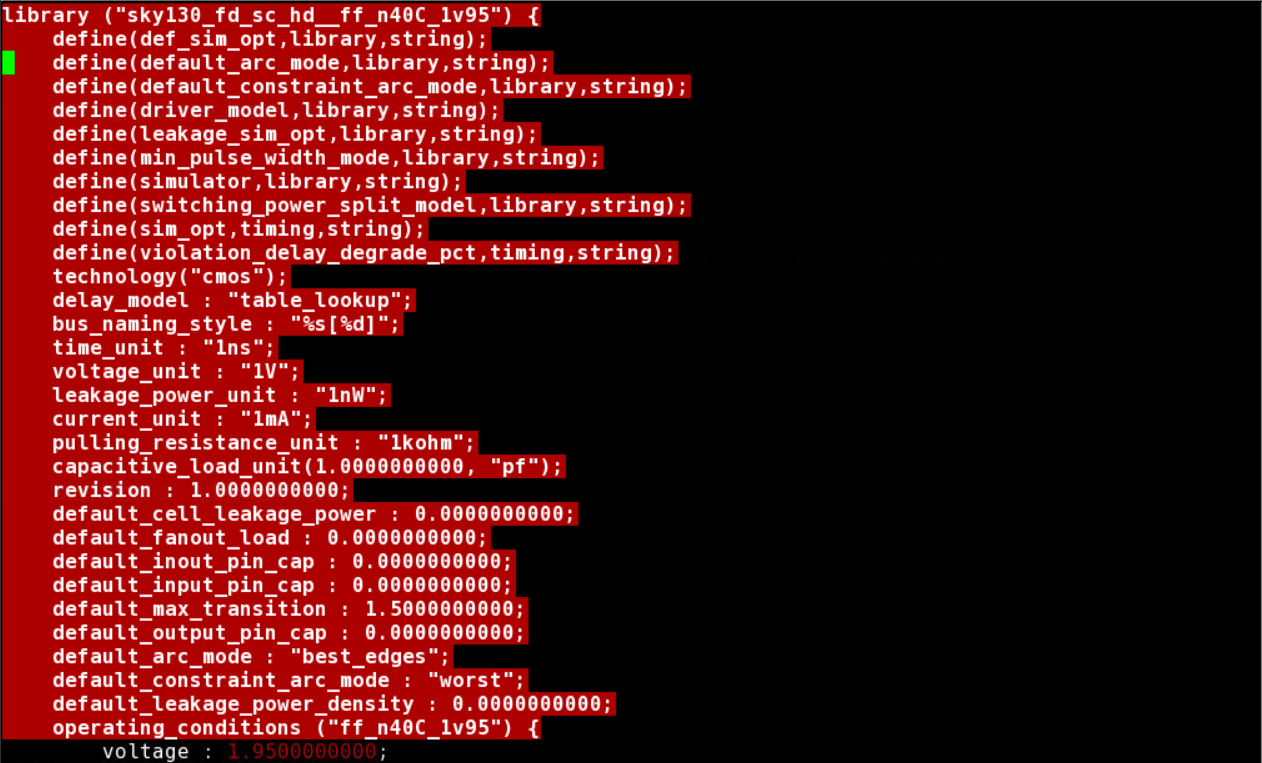 library ("sky130_fd_sc_hd__ff_n40C_1v95") {
    define(def_sim_opt,library,string);
    define(default_arc_mode,library,string);
    define(default_constraint_arc_mode,library,string);
    define(driver_model,library,string);
    define(leakage_sim_opt,library,string);
    define(min_pulse_width_mode,library,string);
    define(simulator,library,string);
    define(switching_power_split_model,library,string);
    define(sim_opt,timing,string);
    define(violation_delay_degrade_pct,timing,string);
    technology("cmos");
    delay_model : "table_lookup";
    bus_naming_style : "%s[%d]";
    time_unit : "1ns";
    voltage_unit : "1V";
    leakage_power_unit : "1nW";
    current_unit : "1mA";
    pulling_resistance_unit : "1kohm";
    capacitive_load_unit(1.0000000000, "pf");
    revision : 1.0000000000;
    default_cell_leakage_power : 0.0000000000;
    default_fanout_load : 0.0000000000;
    default_inout_pin_cap : 0.0000000000;
    default_input_pin_cap : 0.0000000000;
    default_max_transition : 1.5000000000;
    default_output_pin_cap : 0.0000000000;
    default_arc_mode : "best_edges";
    default_constraint_arc_mode : "worst";
    default_leakage_power_density : 0.0000000000;
    operating_conditions ("ff_n40C_1v95") {
        voltage : 1.9500000000;